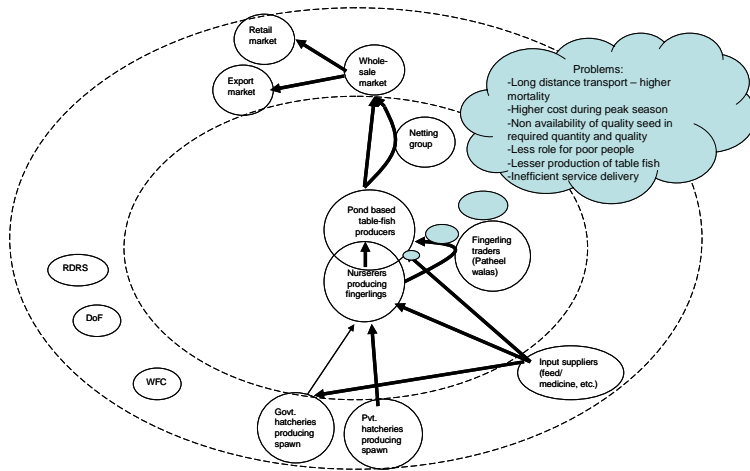 Retail
market
Whole-
sale market
Export
market
Problems:
-Long distance transport – higher
mortality
-Higher cost during peak season
-Non availability of quality seed in
required quantity and quality
-Less role for poor people
-Lesser production of table fish
-Inefficient service delivery
Netting
group
Pond based
table-fish
producers
Fingerling
traders
(Patheel
walas)
Nurserers
producing
fingerlings
RDRS
DoF
WFC
Input suppliers
(feed/
medicine, etc.)
Govt.
hatcheries
producing
spawn
Pvt.
hatcheries
producing
spawn